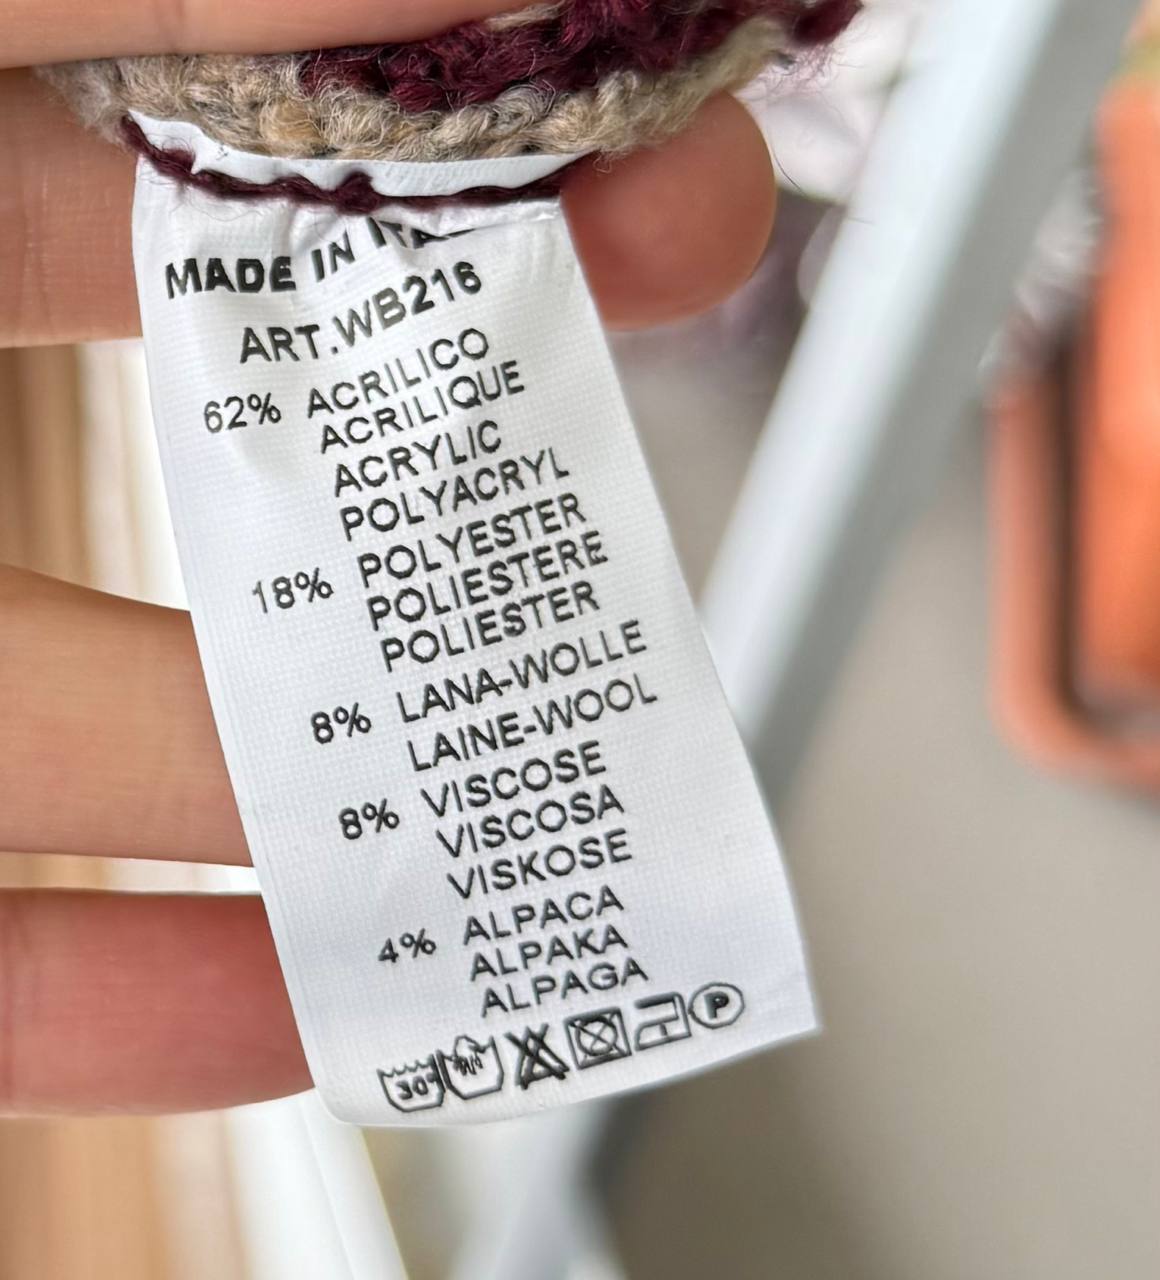 MADE IN ITAL
ART.WB216
62% ACRILICO
ACRILIQUE
ACRYLIC
POLYACRYL
18% POLYESTER
POLIESTERE
POLIESTER
8% LANA-WOLLE
LAINE-WOOL
8% VISCOSE
VISCOSA
VISKOSE
4% ALPACA
ALPAKA
ALPAGA
30° P